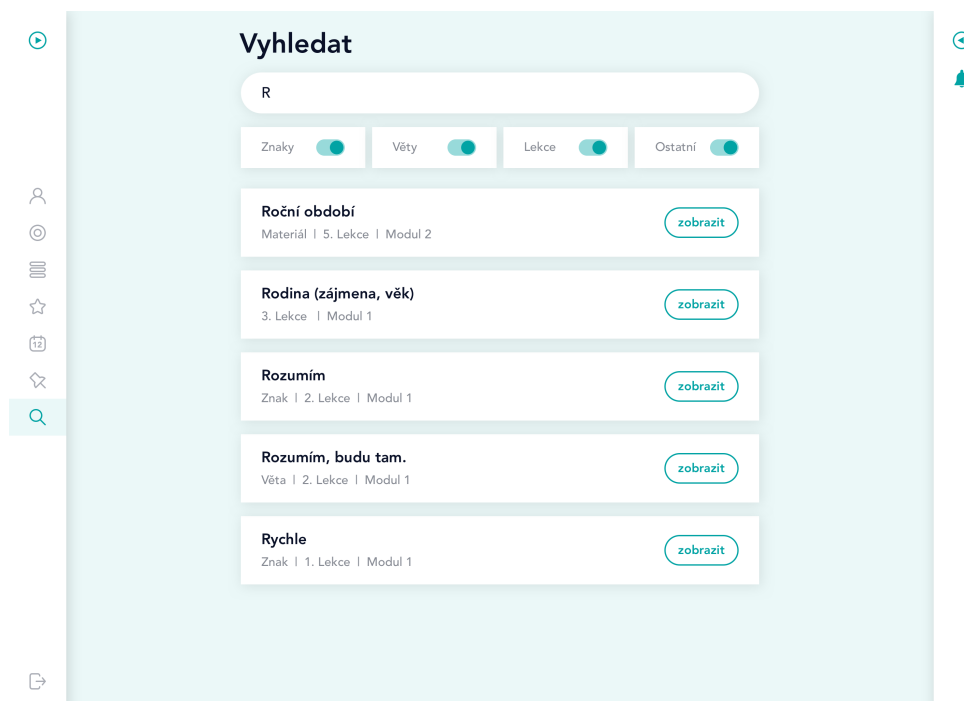 Vyhledat
R
Znaky
Věty
Lekce
Ostatní
Roční období
Materiál | 5. Lekce | Modul 2
zobrazit
Rodina (zájmena, věk)
3. Lekce | Modul 1
zobrazit
12
Rozumím
Znak | 2. Lekce | Modul 1
zobrazit
Rozumím, budu tam.
Věta | 2. Lekce | Modul 1
zobrazit
Rychle
Znak | 1. Lekce | Modul 1
zobrazit